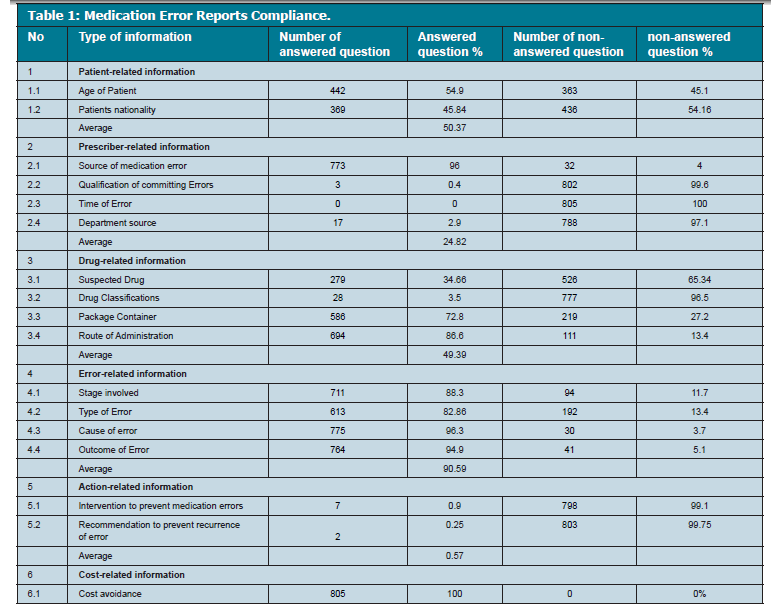 Table 1: Medication Error Reports Compliance.
No Type of information Number of answered question Answered question % Number of non-answered question non-answered question %
1 Patient-related information
1.1 Age of Patient 442 54.9 363 45.1
1.2 Patients nationality 369 45.84 436 54.16
Average 50.37
2 Prescriber-related information
2.1 Source of medication error 773 96 32 4
2.2 Qualification of committing Errors 3 0.4 802 99.6
2.3 Time of Error 0 0 805 100
2.4 Department source 17 2.9 788 97.1
Average 24.82
3 Drug-related information
3.1 Suspected Drug 279 34.66 526 65.34
3.2 Drug Classifications 28 3.5 777 96.5
3.3 Package Container 586 72.8 219 27.2
3.4 Route of Administration 694 86.6 111 13.4
Average 49.39
4 Error-related information
4.1 Stage involved 711 88.3 94 11.7
4.2 Type of Error 613 82.86 192 13.4
4.3 Cause of error 775 96.3 30 3.7
4.4 Outcome of Error 764 94.9 41 5.1
Average 90.59
5 Action-related information
5.1 Intervention to prevent medication errors 7 0.9 798 99.1
5.2 Recommendation to prevent recurrence of error 2 0.25 803 99.75
Average 0.57
6 Cost-related information
6.1 Cost avoidance 805 100 0 0%